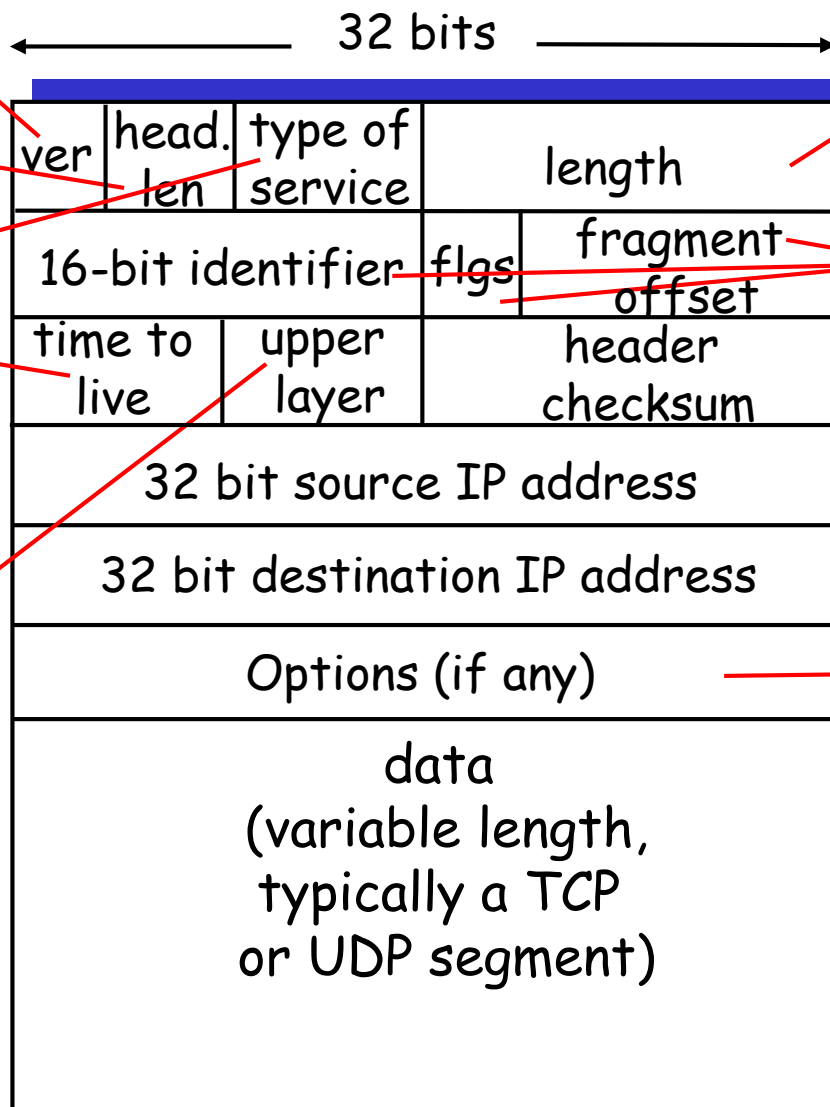 32 bits
ver
head.
len
type of
service
length
16-bit identifier
flgs
fragment
offset
time to
live
upper
layer
header
checksum
32 bit source IP address
32 bit destination IP address
Options (if any)
data
(variable length,
typically a TCP
or UDP segment)